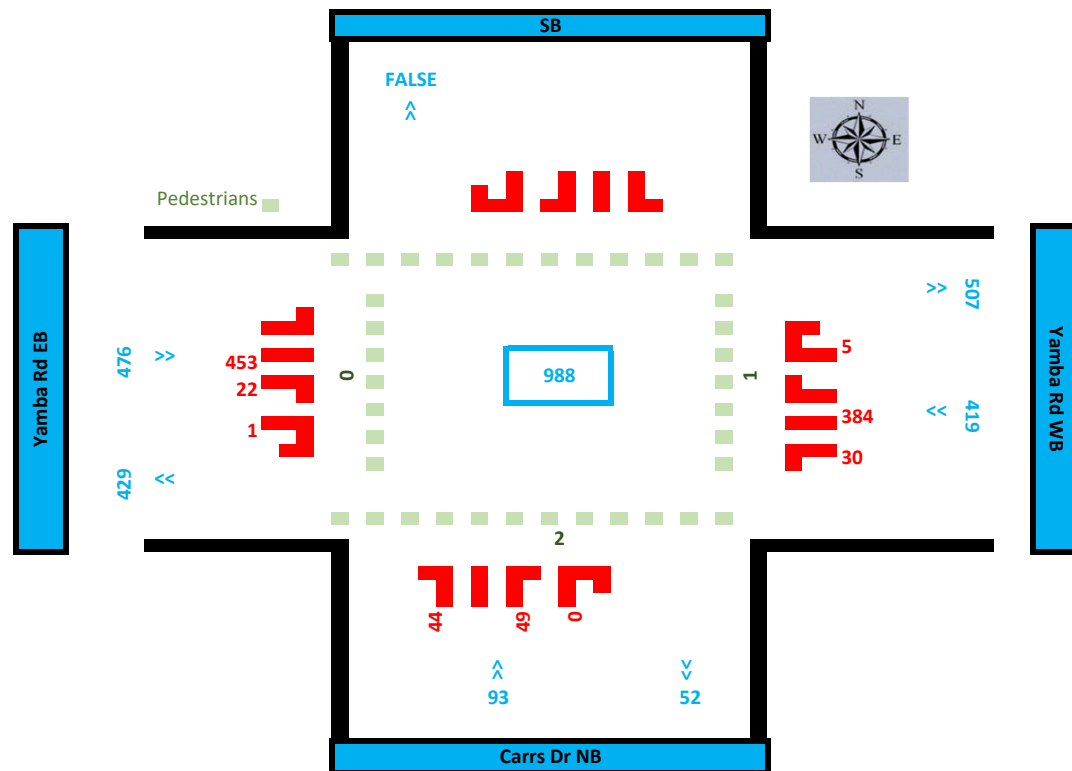 SB
FALSE
>>
N
W E
S
Pedestrians
Yamba Rd EB
476
>>
429
<<
453
22
1
0
988
1
5
384
30
>>
507
<<
419
Yamba Rd WB
2
44
49
0
>>
93
>>
52
Carrs Dr NB